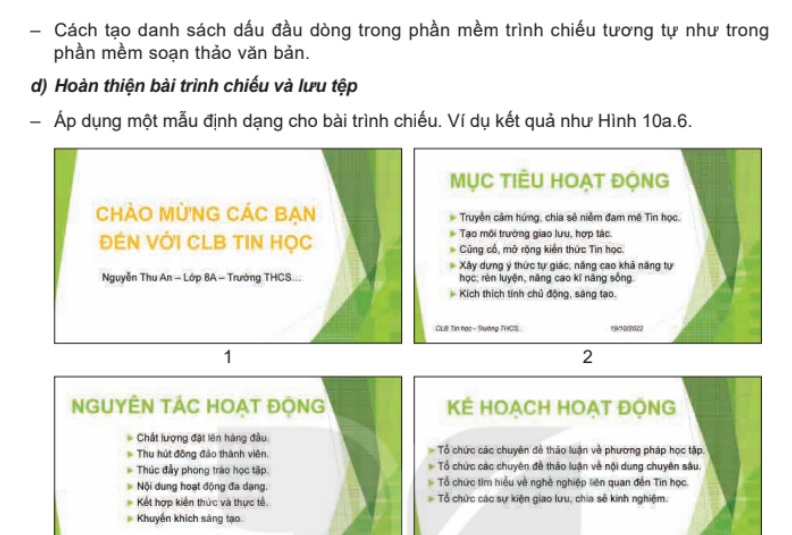 – Cách tạo danh sách dấu đầu dòng trong phần mềm trình chiếu tương tự như trong
phần mềm soạn thảo văn bản.
d) Hoàn thiện bài trình chiếu và lưu tệp
– Áp dụng một mẫu định dạng cho bài trình chiếu. Ví dụ kết quả như Hình 10a.6.
CHÀO MỪNG CÁC BẠN
ĐẾN VỚI CLB TIN HỌC
Nguyễn Thu An – Lớp 8A – Trường THCS...
1
MỤC TIÊU HOẠT ĐỘNG
Truyền cảm hứng, chia sẻ niềm đam mê Tin học.
Tạo môi trường giao lưu, hợp tác.
Củng cố, mở rộng kiến thức Tin học.
Xây dựng ý thức tự giác, nâng cao khả năng tự
học; rèn luyện, nâng cao kĩ năng sống.
Kích thích tính chủ động, sáng tạo.
CLB Tin học – Trường THCS... 19/10/2022
2
NGUYÊN TẮC HOẠT ĐỘNG
Chất lượng đặt lên hàng đầu.
Thu hút đông đảo thành viên.
Thúc đẩy phong trào học tập.
Nội dung hoạt động đa dạng.
Kết hợp kiến thức và thực tế.
Khuyến khích sáng tạo.
KẾ HOẠCH HOẠT ĐỘNG
Tổ chức các chuyên đề thảo luận về phương pháp học tập.
Tổ chức các chuyên đề thảo luận về nội dung chuyên sâu.
Tổ chức tìm hiểu về nghề nghiệp liên quan đến Tin học.
Tổ chức các sự kiện giao lưu, chia sẻ kinh nghiệm.